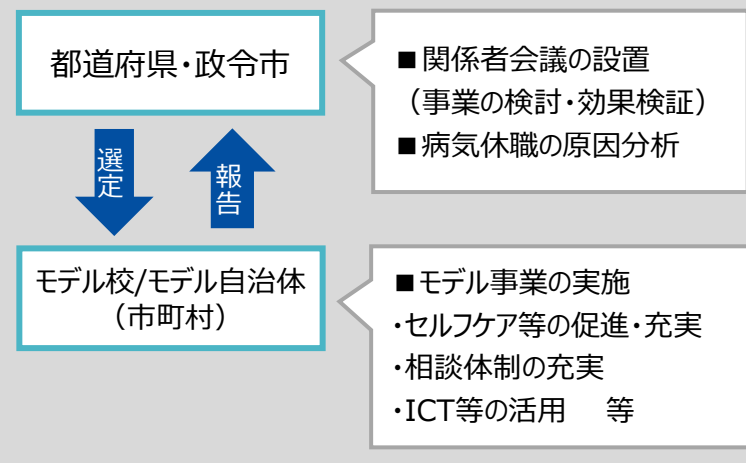 都道府県・政令市
■関係者会議の設置
（事業の検討・効果検証）
■病気休職の原因分析
選定
報告
モデル校/モデル自治体
（市町村）
■モデル事業の実施
・セルフケア等の促進・充実
・相談体制の充実
・ICT等の活用　等